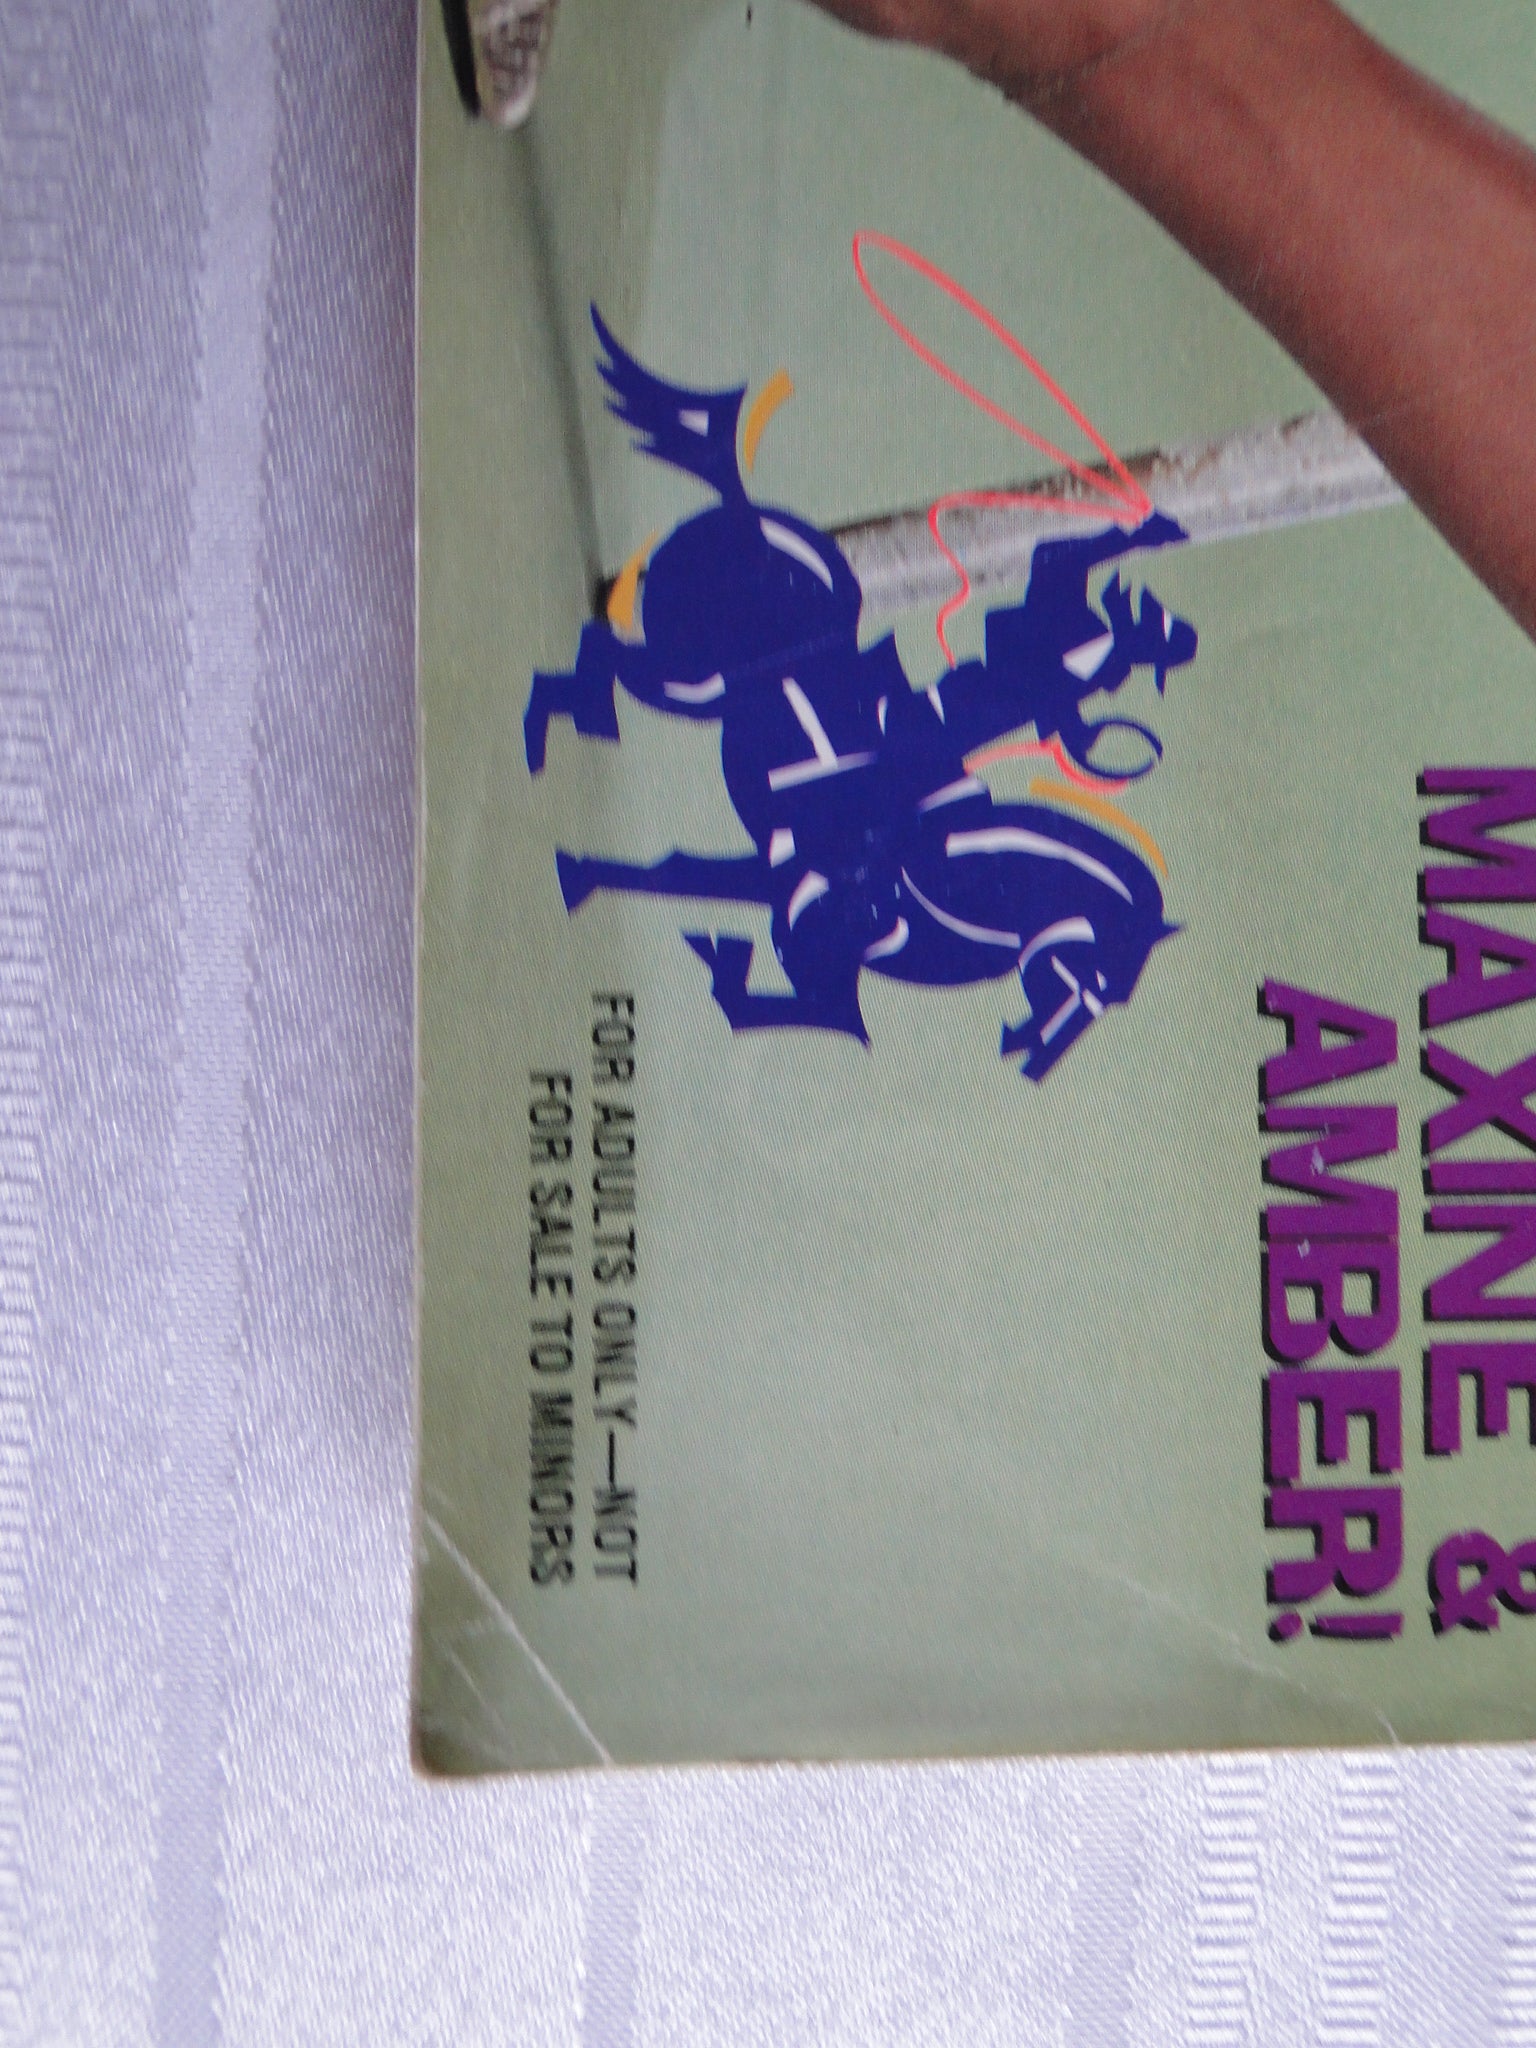 MAXINE &
AMBER!
FOR ADULTS ONLY—NOT
FOR SALE TO MINORS